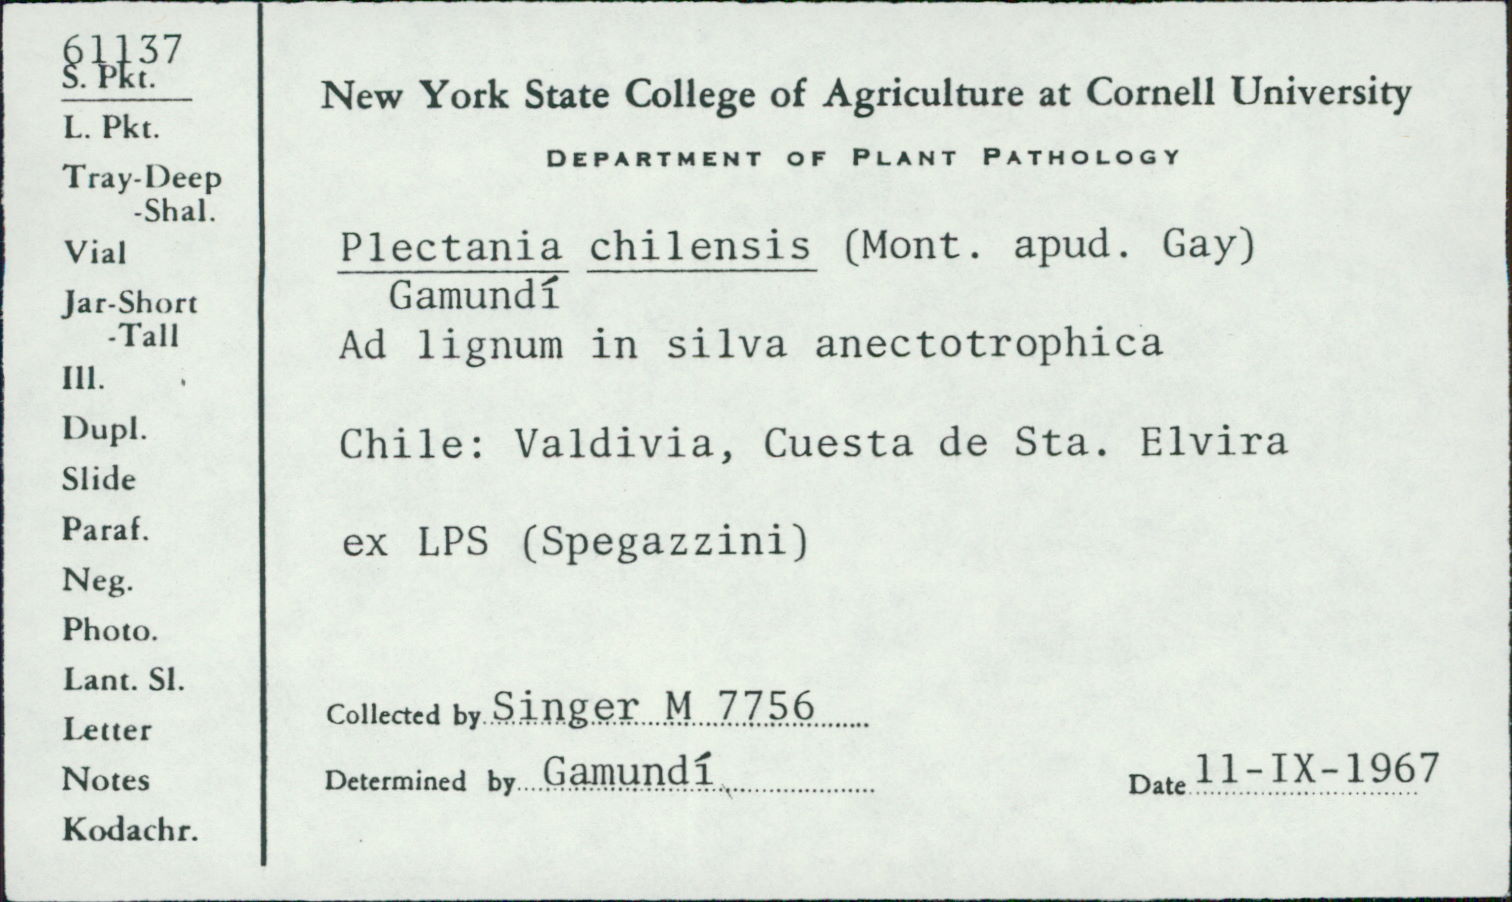 61137
S. Pkt.
L. Pkt.
Tray-Deep
-Shal.
Vial
Jar-Short
-Tall
Ill.
Dupl.
Slide
Paraf.
Neg.
Photo.
Lant. Sl.
Letter
Notes
Kodachr.
New York State College of Agriculture at Cornell University
DEPARTMENT OF PLANT PATHOLOGY
Plectania chilensis (Mont. apud. Gay)
Gamundí
Ad lignum in silva anectotrophica
Chile: Valdivia, Cuesta de Sta. Elvira
ex LPS (Spegazzini)
Collected by Singer M 7756
Determined by Gamundí
Date 11-IX-1967